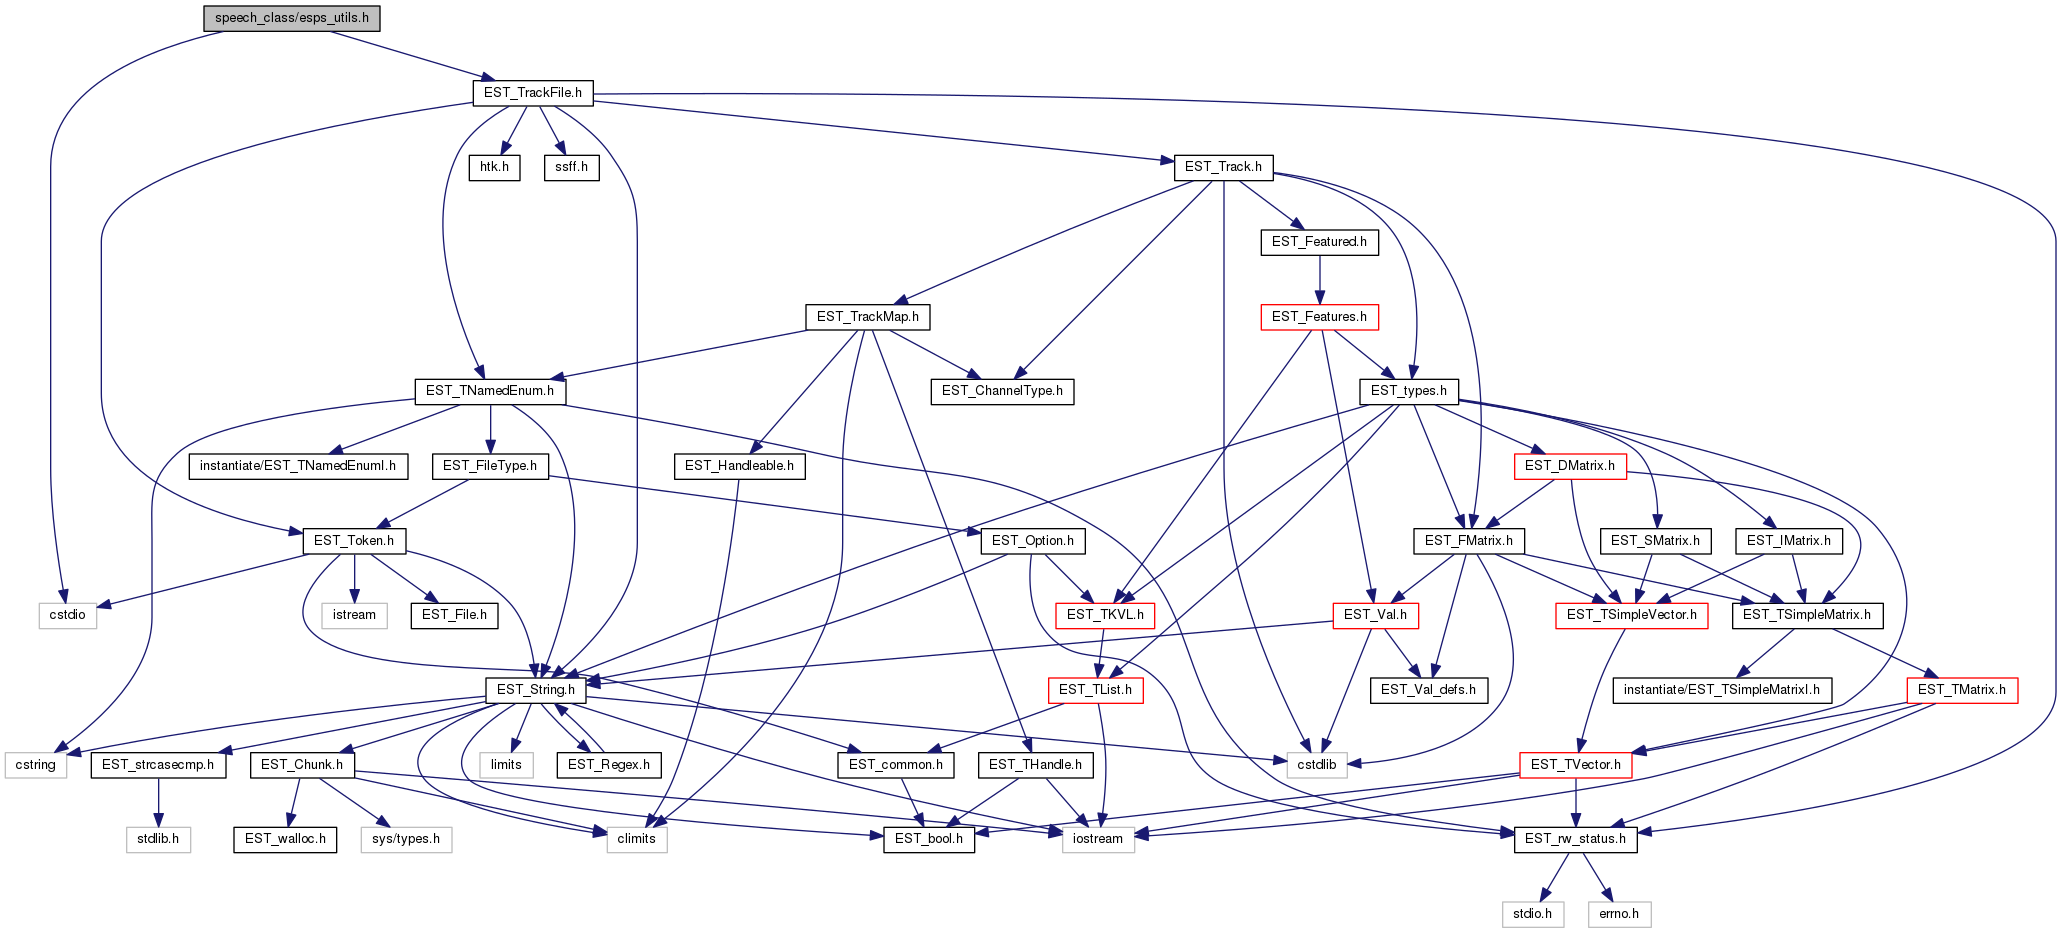 speech_class/esps_utils.h
EST_TrackFile.h
htk.h
ssff.h
EST_Track.h
EST_Featured.h
EST_TrackMap.h
EST_Features.h
EST_TNamedEnum.h
EST_ChannelType.h
EST_types.h
instantiate/EST_TNamedEnumI.h
EST_FileType.h
EST_Handleable.h
EST_DMatrix.h
EST_Token.h
EST_Option.h
EST_FMatrix.h
EST_SMatrix.h
EST_IMatrix.h
cstdio
istream
EST_File.h
EST_TKVL.h
EST_Val.h
EST_TSimpleVector.h
EST_TSimpleMatrix.h
EST_String.h
EST_TList.h
EST_Val_defs.h
instantiate/EST_TSimpleMatrixI.h
EST_TMatrix.h
cstring
EST_strcasecmp.h
EST_Chunk.h
limits
EST_Regex.h
EST_common.h
EST_THandle.h
cstdlib
EST_TVector.h
stdlib.h
EST_walloc.h
sys/types.h
climits
EST_bool.h
iostream
EST_rw_status.h
stdio.h
errno.h